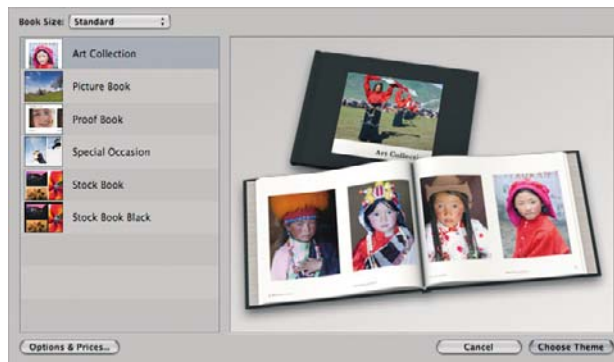 Book Size: Standard
Art Collection
Picture Book
Proof Book
Special Occasion
Stock Book
Stock Book Black
Art Collecti
Options & Prices...
Cancel
Choose Theme